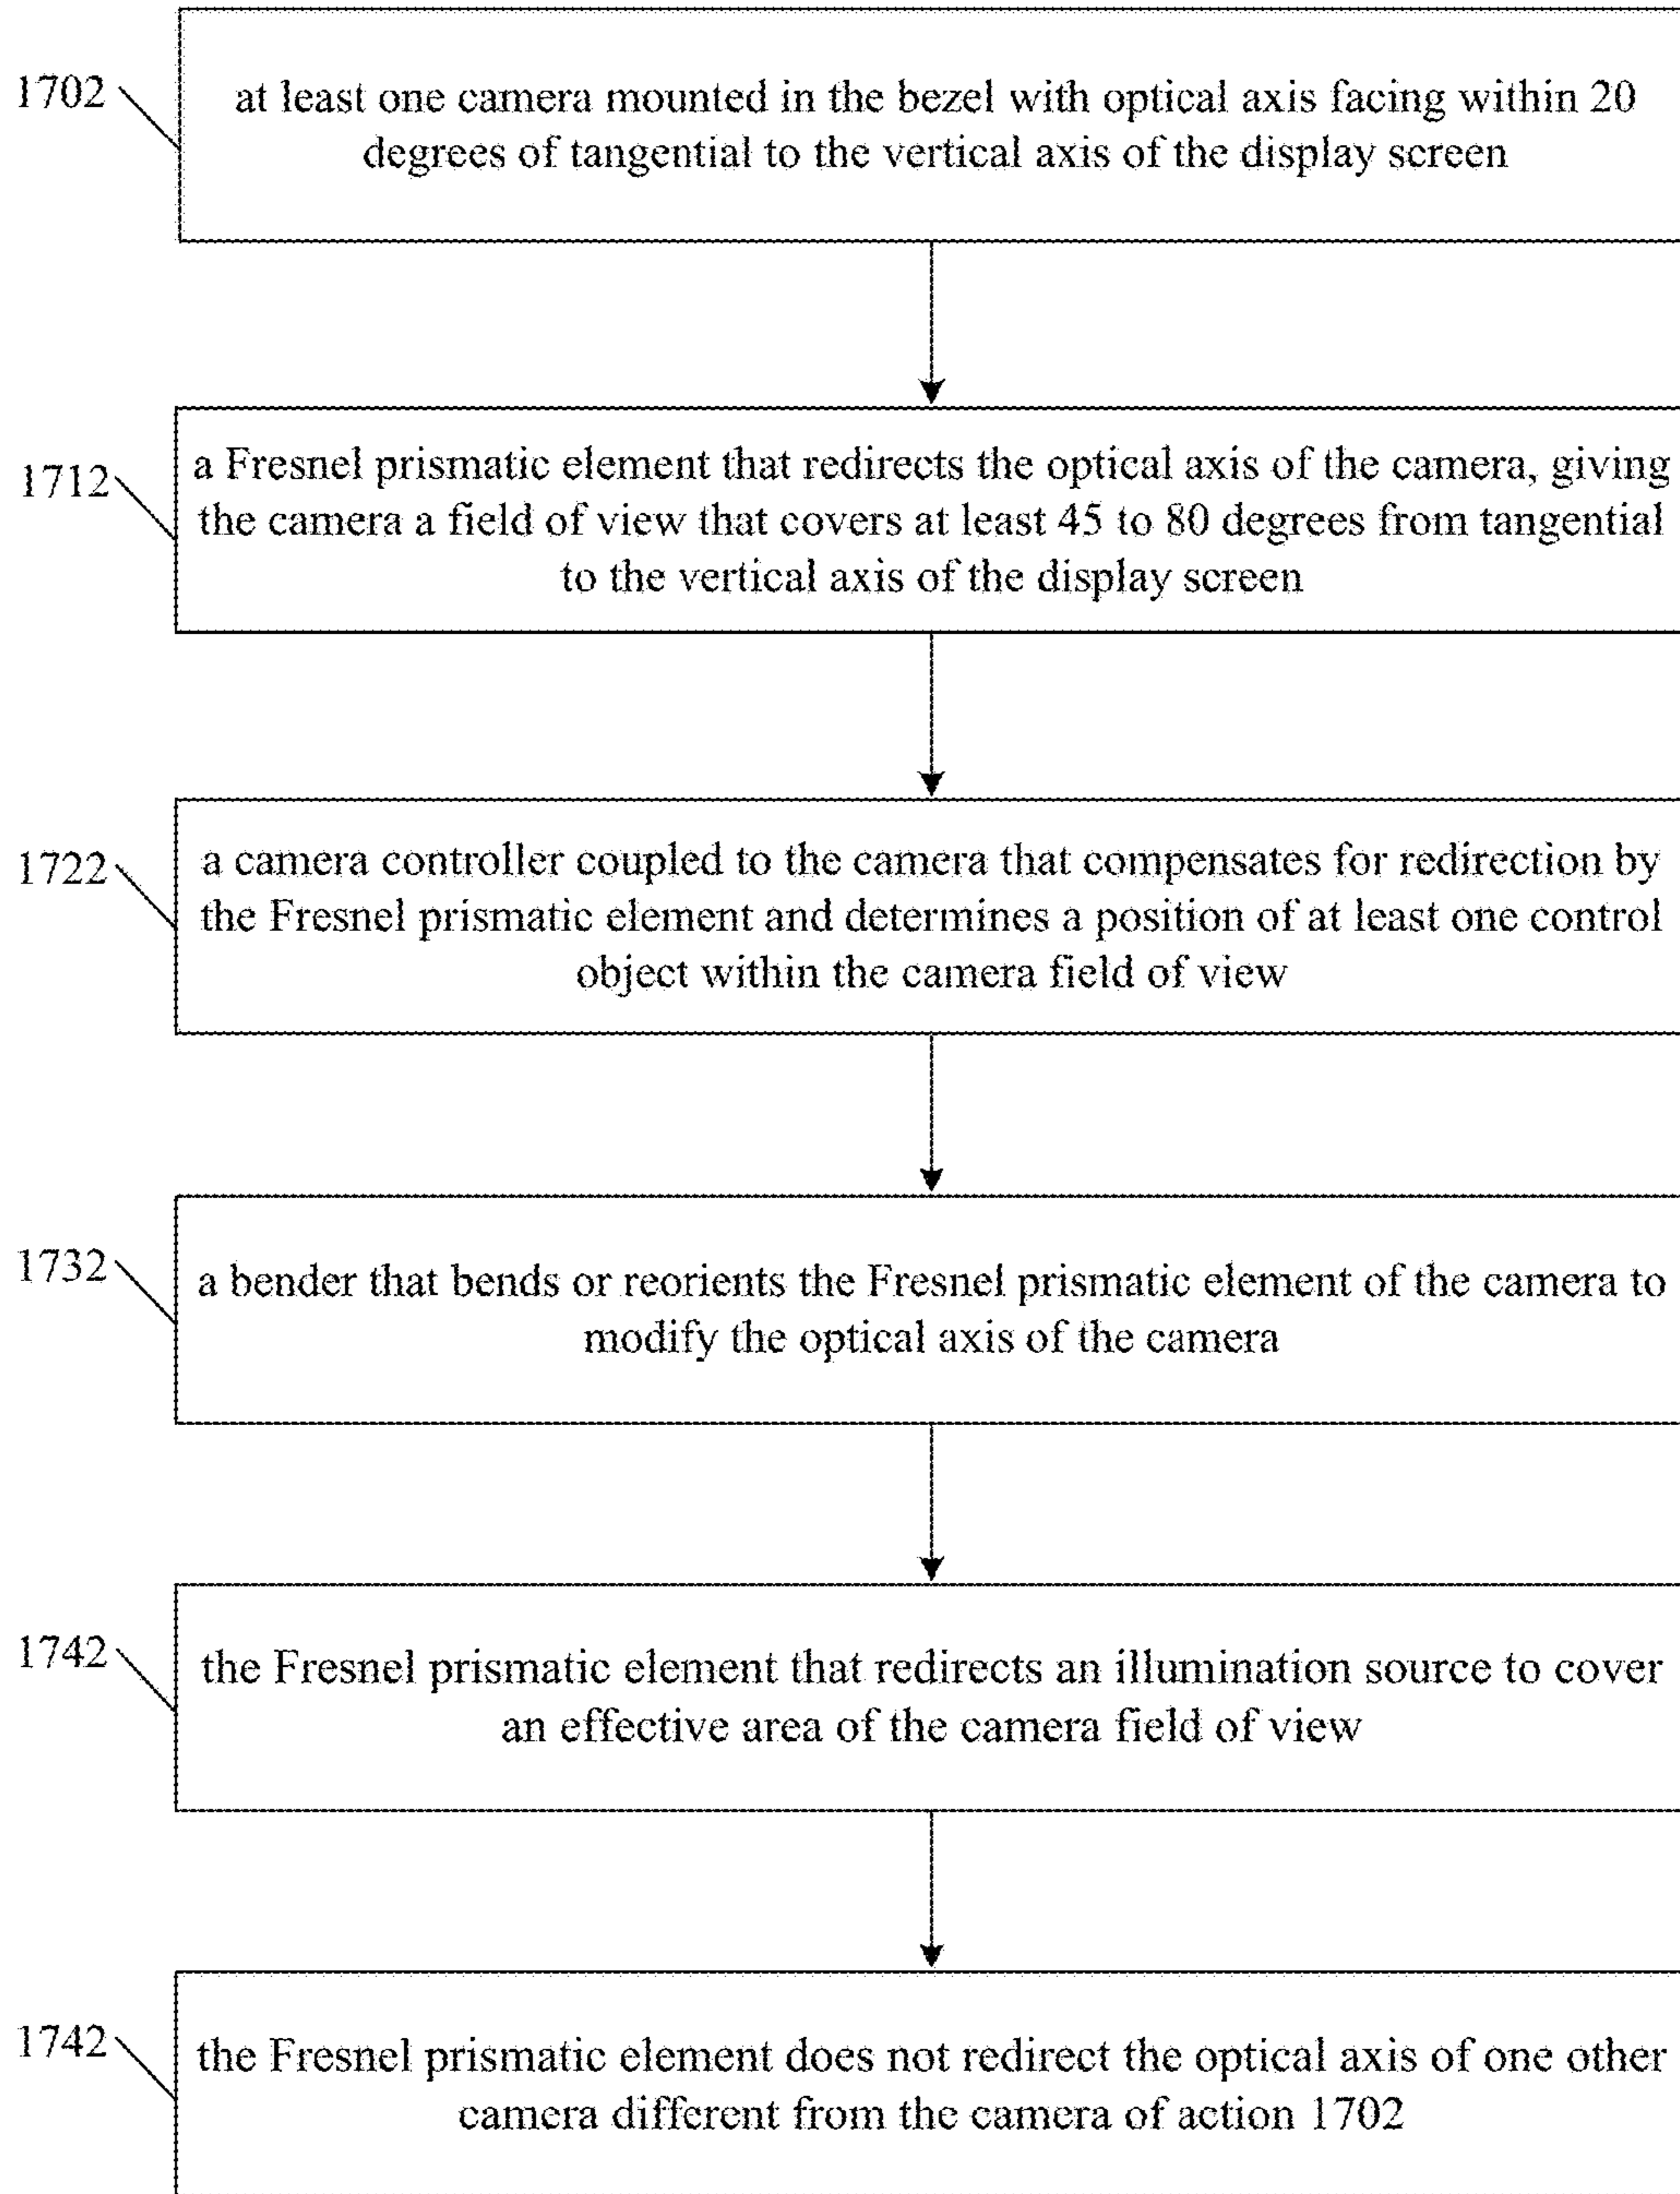 1702
at least one camera mounted in the bezel with optical axis facing within 20
degrees of tangential to the vertical axis of the display screen
1712
a Fresnel prismatic element that redirects the optical axis of the camera, giving
the camera a field of view that covers at least 45 to 80 degrees from tangential
to the vertical axis of the display screen
1722
a camera controller coupled to the camera that compensates for redirection by
the Fresnel prismatic element and determines a position of at least one control
object within the camera field of view
1732
a bender that bends or reorients the Fresnel prismatic element of the camera to
modify the optical axis of the camera
1742
the Fresnel prismatic element that redirects an illumination source to cover
an effective area of the camera field of view
1742
the Fresnel prismatic element does not redirect the optical axis of one other
camera different from the camera of action 1702